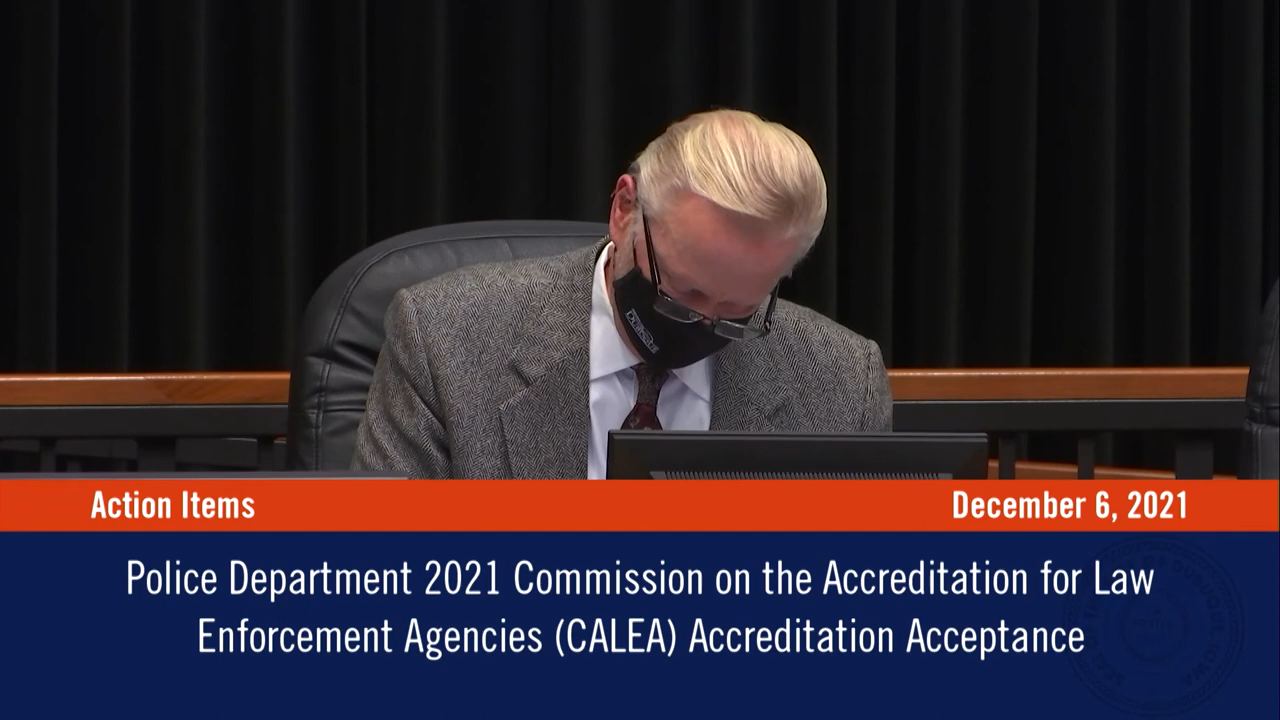 Action Items
December 6, 2021
Police Department 2021 Commission on the Accreditation for Law
Enforcement Agencies (CALEA) Accreditation Acceptance